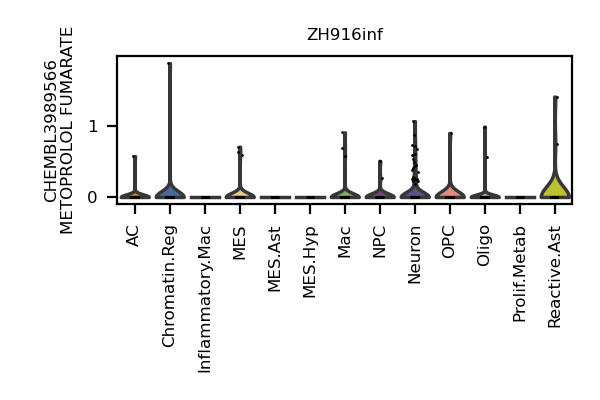 ZH916inf
CHEMBL3989566
METOPROLOL FUMARATE
1
0
AC
Chromatin.Reg
Inflammatory.Mac
MES
MES.Ast
MES.Hyp
Mac
NPC
Neuron
OPC
Oligo
Prolif.Metab
Reactive.Ast